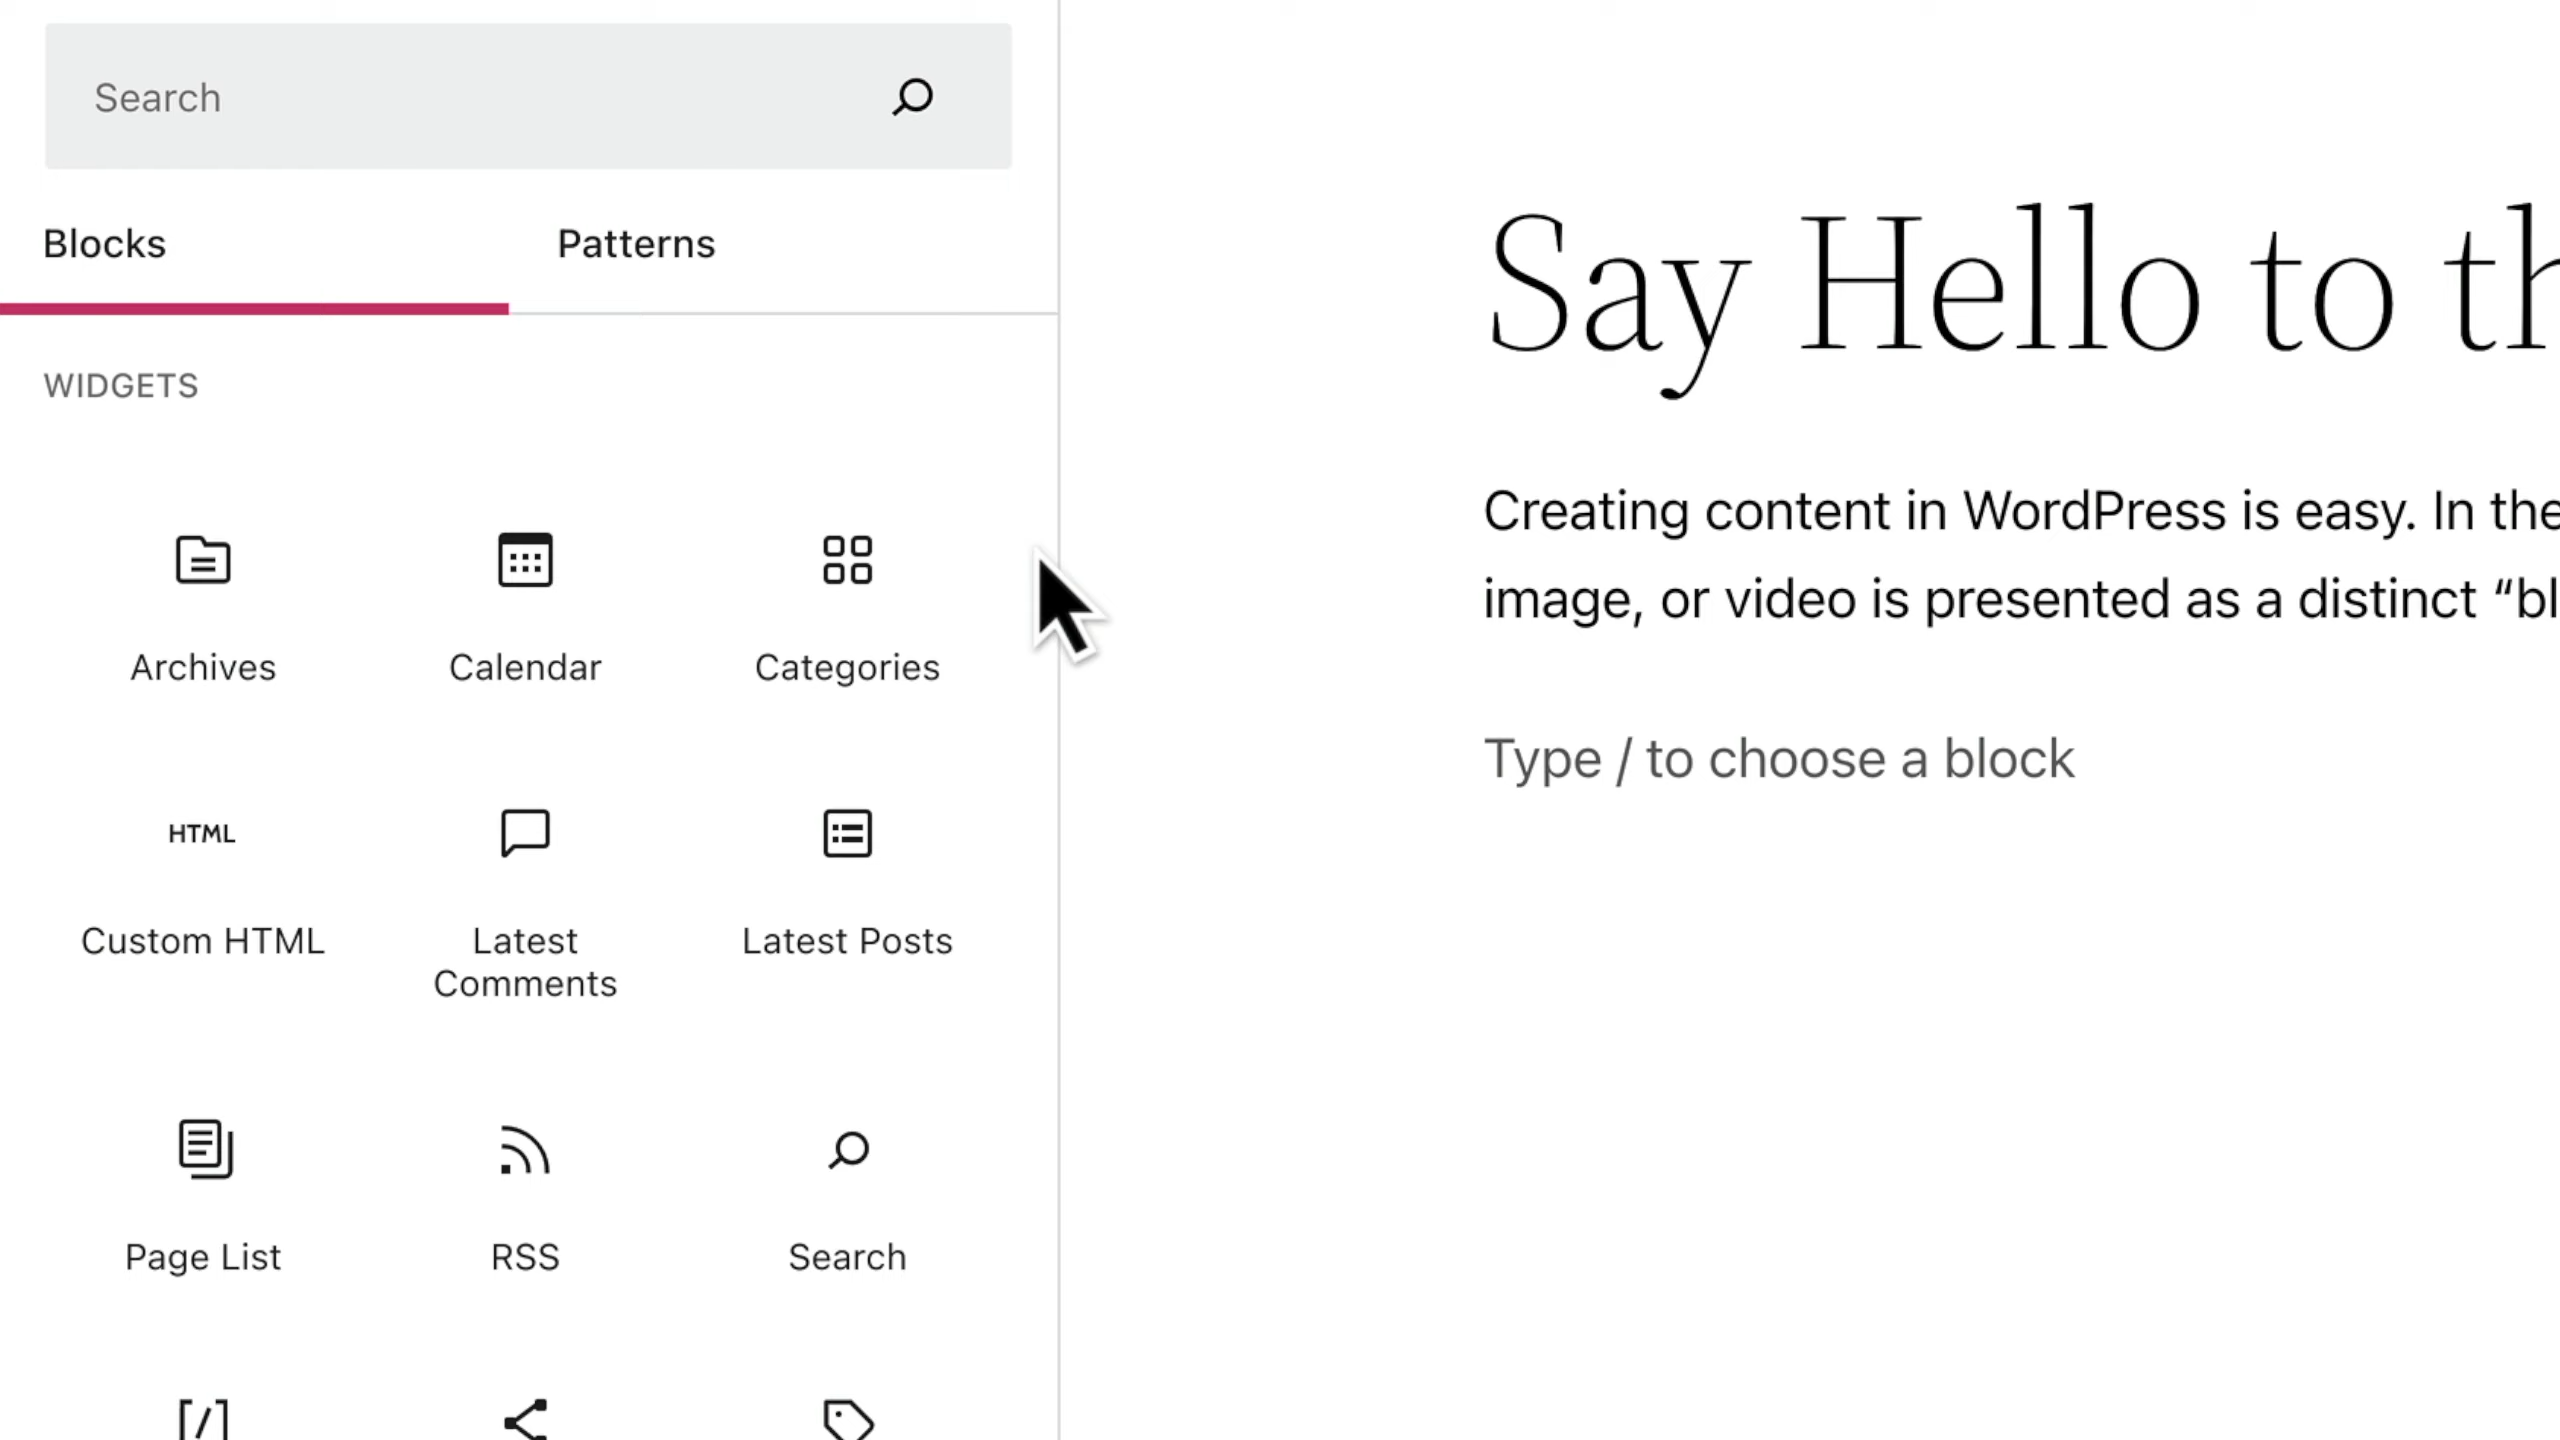 Search
Blocks
Patterns
WIDGETS
Archives
Calendar
Categories
HTML
Custom HTML
Latest
Comments
Latest Posts
Page List
RSS
Search
[/]
Say Hello to th
Creating content in WordPress is easy. In the
image, or video is presented as a distinct “bl
Type / to choose a block